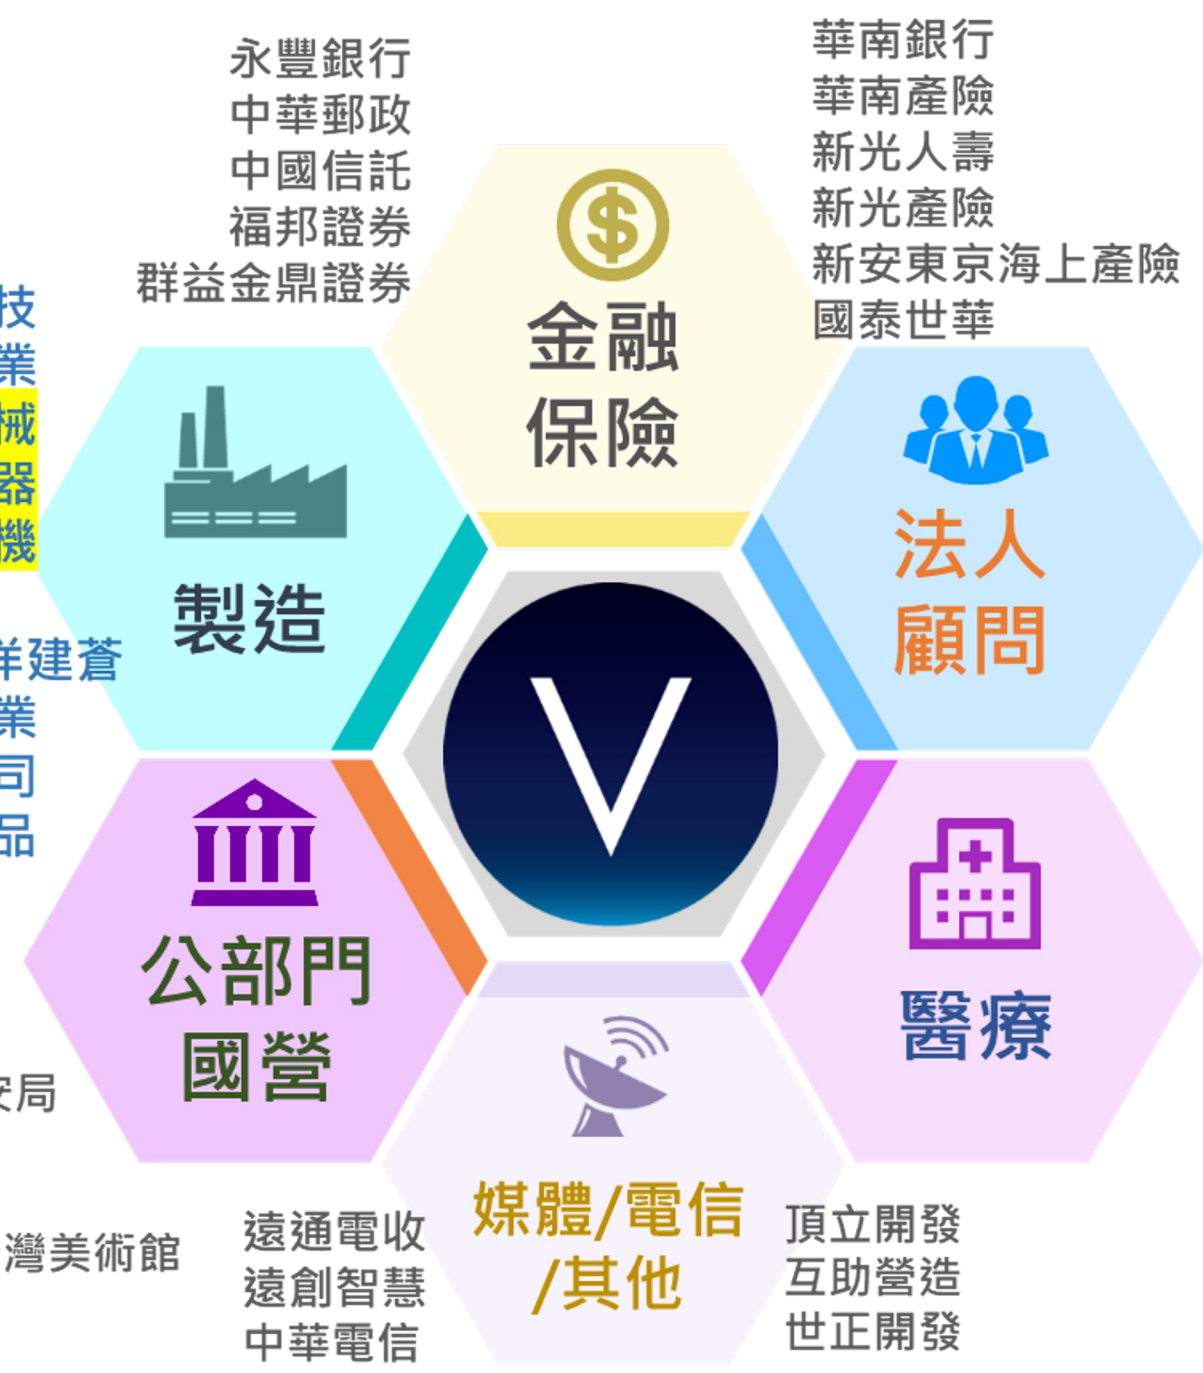 永豐銀行
中華郵政
中國信託
福邦證券
群益金鼎證券
華南銀行
華南產險
新光人壽
新光產險
新安東京海上產險
國泰世華
金融
保險
技
業
械
器
機
製造
法人
顧問
洋建蒼
業
司
品
V
公部門
國營
安局
灣美術館
醫療
媒體/電信
/其他
遠通電收
遠創智慧
中華電信
頂立開發
互助營造
世正開發